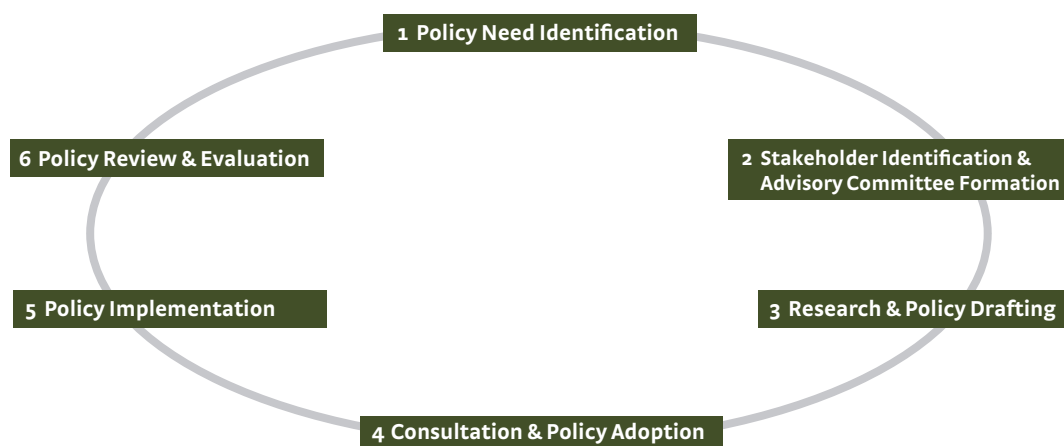 1 Policy Need Identification
2 Stakeholder Identification &
Advisory Committee Formation
3 Research & Policy Drafting
4 Consultation & Policy Adoption
5 Policy Implementation
6 Policy Review & Evaluation